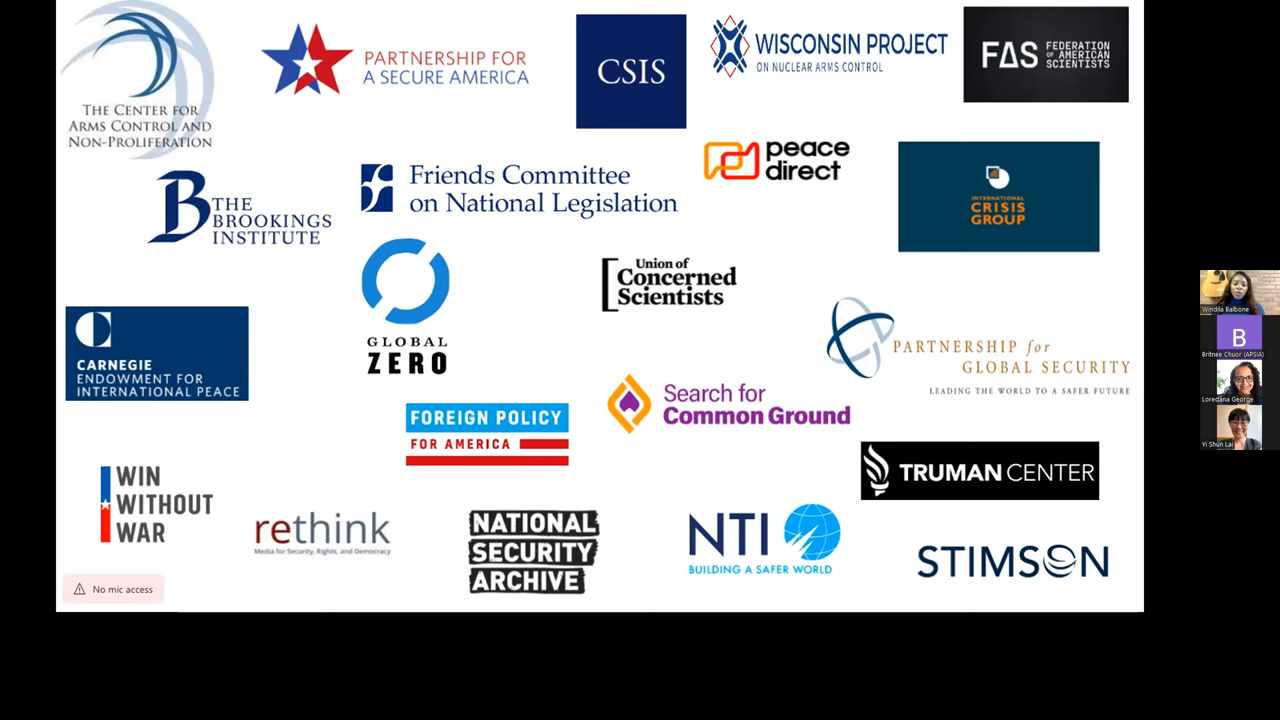 THE CENTER FOR
ARMS CONTROL AND
NON-PROLIFERATION
PARTNERSHIP FOR
A SECURE AMERICA
CSIS
WISCONSIN PROJECT
ON NUCLEAR ARMS CONTROL
FAS
FEDERATION
OF AMERICAN
SCIENTISTS
THE
BROOKINGS
INSTITUTE
Friends Committee
on National Legislation
peace
direct
INTERNATIONAL
CRISIS
GROUP
CARNEGIE
ENDOWMENT FOR
INTERNATIONAL PEACE
GLOBAL
ZERO
Union of
Concerned
Scientists
PARTNERSHIP for
GLOBAL SECURITY
LEADING THE WORLD TO A SAFER FUTURE
FOREIGN POLICY
FOR AMERICA
Search for
Common Ground
TRUMAN CENTER
WIN
WITHOUT
WAR
rethink
Media for Security, Rights, and Democracy
NATIONAL
SECURITY
ARCHIVE
NTI
BUILDING A SAFER WORLD
STIMSON
No mic access
Windila Balbone
B
Britnee Chuor (APSIA)
Loredana George
Yi Shun Lai